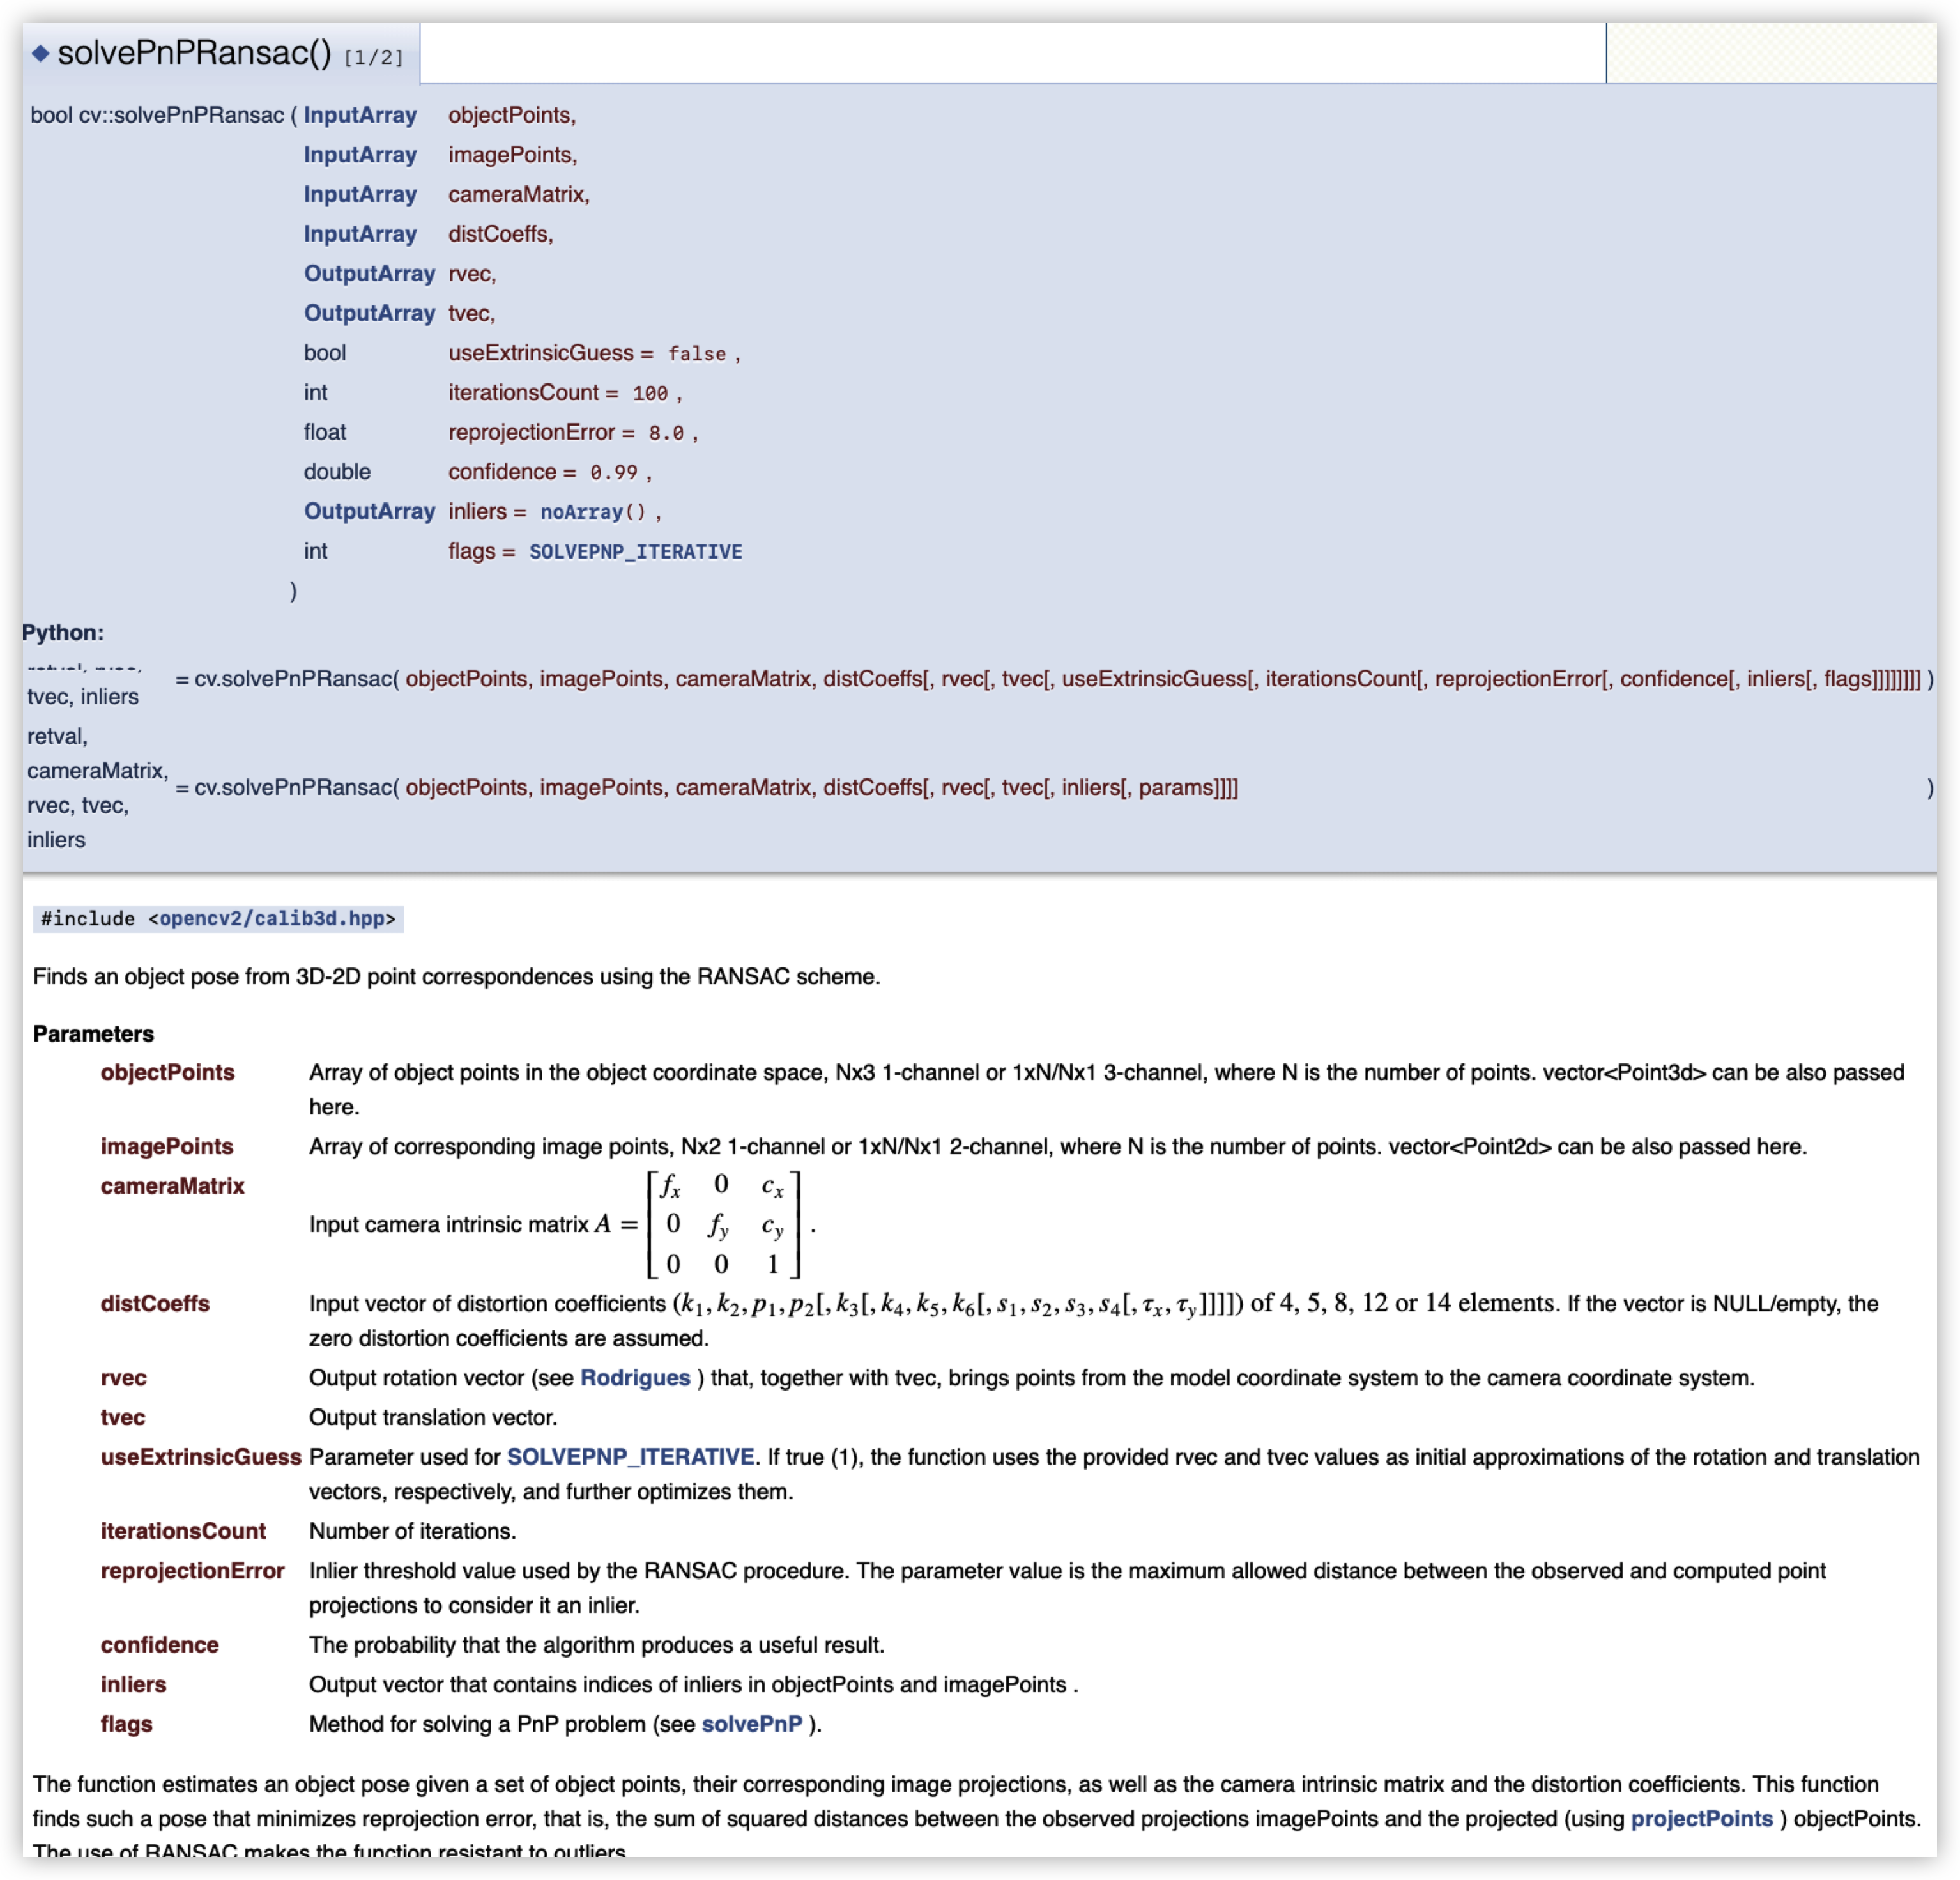 ◆ solvePnPRansac() [1/2]
bool cv::solvePnPRansac ( InputArray objectPoints,
InputArray imagePoints,
InputArray cameraMatrix,
InputArray distCoeffs,
OutputArray rvec,
OutputArray tvec,
bool useExtrinsicGuess = false ,
int iterationsCount = 100 ,
float reprojectionError = 8.0 ,
double confidence = 0.99 ,
OutputArray inliers = noArray() ,
int flags = SOLVEPNP_ITERATIVE
)
Python:
tvec, inliers = cv.solvePnPRansac( objectPoints, imagePoints, cameraMatrix, distCoeffs[, rvec[, tvec[, useExtrinsicGuess[, iterationsCount[, reprojectionError[, confidence[, inliers[, flags]]]]]]]] )
retval,
cameraMatrix,
rvec, tvec,
inliers
= cv.solvePnPRansac( objectPoints, imagePoints, cameraMatrix, distCoeffs[, rvec[, tvec[, inliers[, params]]]] )
#include <opencv2/calib3d.hpp>
Finds an object pose from 3D-2D point correspondences using the RANSAC scheme.
Parameters
objectPoints Array of object points in the object coordinate space, Nx3 1-channel or 1xN/Nx1 3-channel, where N is the number of points. vector<Point3d> can be also passed
here.
imagePoints Array of corresponding image points, Nx2 1-channel or 1xN/Nx1 2-channel, where N is the number of points. vector<Point2d> can be also passed here.
cameraMatrix
Input camera intrinsic matrix A = [ f_x 0 c_x
0 f_y c_y
0 0 1 ] .
distCoeffs Input vector of distortion coefficients (k_1, k_2, p_1, p_2[, k_3[, k_4, k_5, k_6[, s_1, s_2, s_3, s_4[, τ_x, τ_y]]]]) of 4, 5, 8, 12 or 14 elements. If the vector is NULL/empty, the
zero distortion coefficients are assumed.
rvec Output rotation vector (see Rodrigues ) that, together with tvec, brings points from the model coordinate system to the camera coordinate system.
tvec Output translation vector.
useExtrinsicGuess Parameter used for SOLVEPNP_ITERATIVE. If true (1), the function uses the provided rvec and tvec values as initial approximations of the rotation and translation
vectors, respectively, and further optimizes them.
iterationsCount Number of iterations.
reprojectionError Inlier threshold value used by the RANSAC procedure. The parameter value is the maximum allowed distance between the observed and computed point
projections to consider it an inlier.
confidence The probability that the algorithm produces a useful result.
inliers Output vector that contains indices of inliers in objectPoints and imagePoints .
flags Method for solving a PnP problem (see solvePnP ).
The function estimates an object pose given a set of object points, their corresponding image projections, as well as the camera intrinsic matrix and the distortion coefficients. This function
finds such a pose that minimizes reprojection error, that is, the sum of squared distances between the observed projections imagePoints and the projected (using projectPoints ) objectPoints.
The use of RANSAC makes the function resistant to outliers